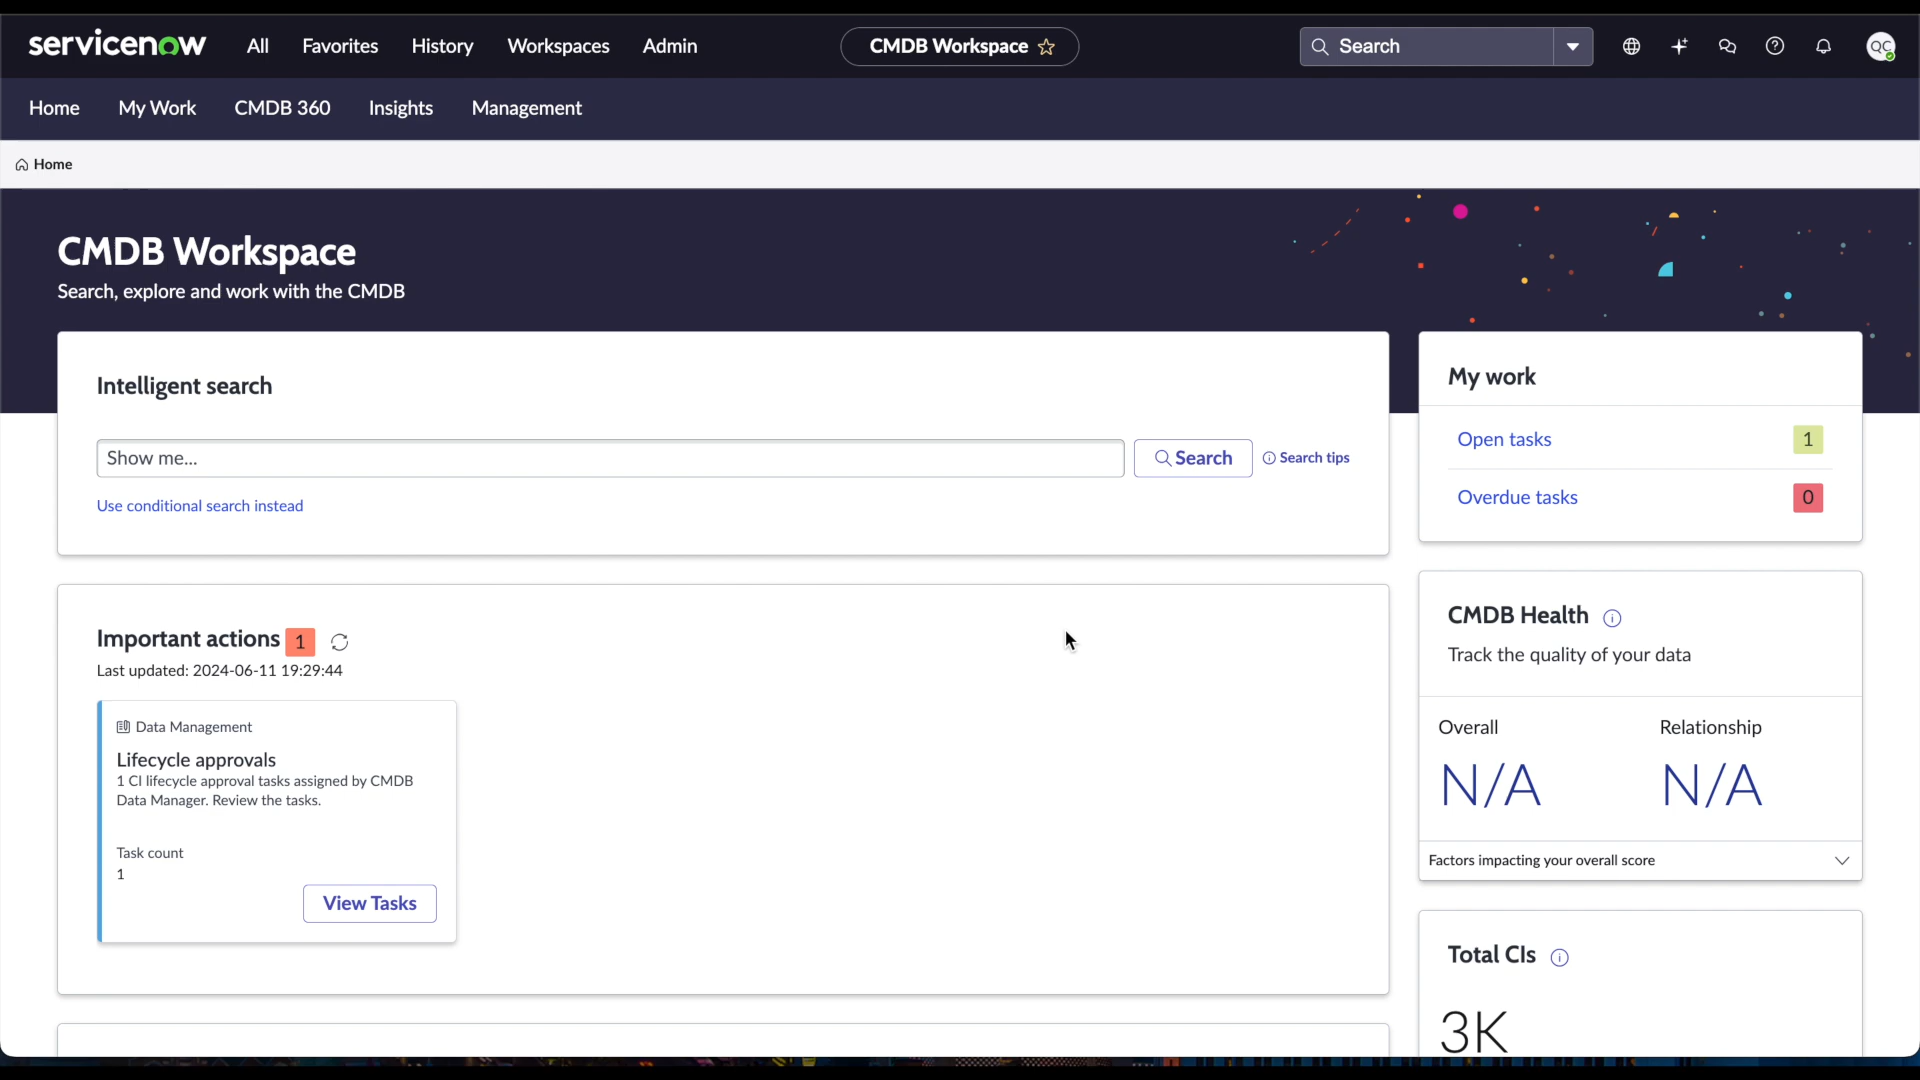 servicenow
All
Favorites
History
Workspaces
Admin
CMDB Workspace
Search
QC
Home
My Work
CMDB 360
Insights
Management
Home
CMDB Workspace
Search, explore and work with the CMDB
Intelligent search
Show me...
Search
Search tips
Use conditional search instead
Important actions 1
Last updated: 2024-06-11 19:29:44
Data Management
Lifecycle approvals
1 CI lifecycle approval tasks assigned by CMDB
Data Manager. Review the tasks.
Task count
1
View Tasks
My work
Open tasks 1
Overdue tasks 0
CMDB Health
Track the quality of your data
Overall Relationship
N/A N/A
Factors impacting your overall score
Total CIs
3K